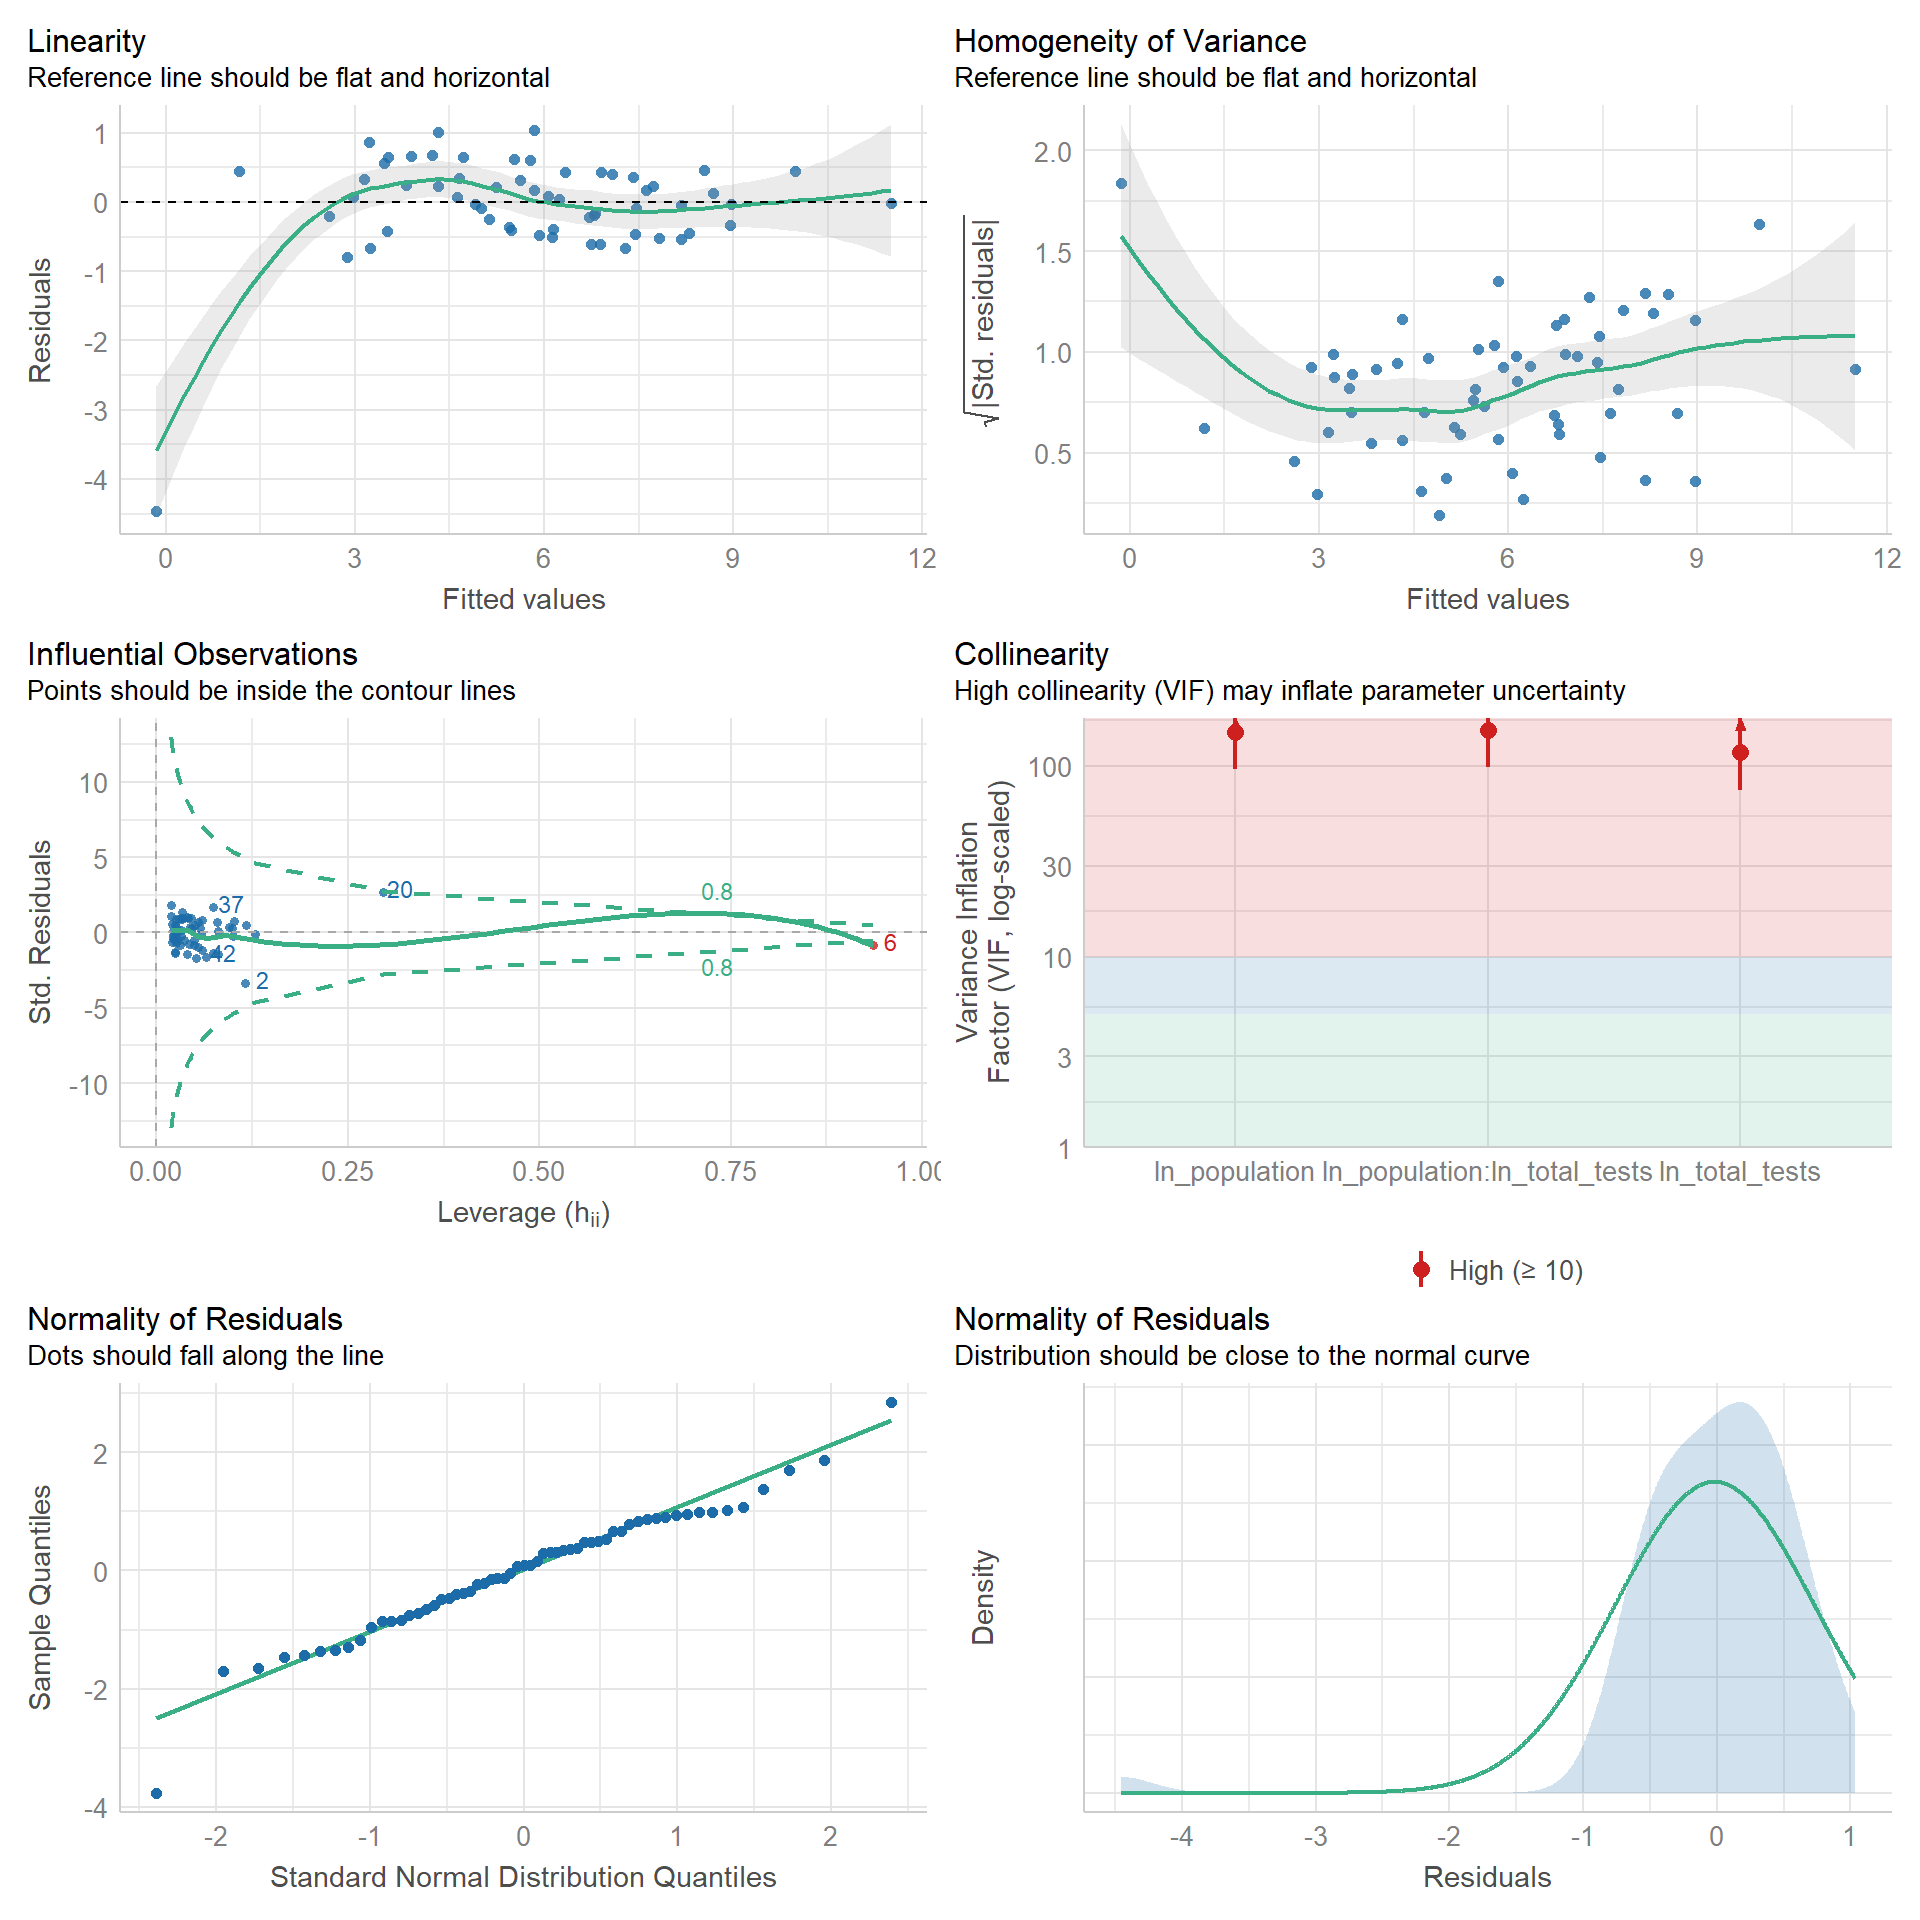 Linearity
Reference line should be flat and horizontal
1
0
-1
-2
-3
-4
Residuals
0
3
6
9
12
Fitted values
Homogeneity of Variance
Reference line should be flat and horizontal
2.0
1.5
1.0
0.5
√|Std. residuals|
0
3
6
9
12
Fitted values
Influential Observations
Points should be inside the contour lines
10
5
0
-5
-10
Std. Residuals
37
42
2
20
0.8
0.8
6
0.00
0.25
0.50
0.75
1.00
Leverage (hii)
Collinearity
High collinearity (VIF) may inflate parameter uncertainty
100
30
10
3
1
Variance Inflation
Factor (VIF, log-scaled)
ln_population
ln_population:ln_total_tests
ln_total_tests
High (≥ 10)
Normality of Residuals
Dots should fall along the line
2
0
-2
-4
Sample Quantiles
-2
-1
0
1
2
Standard Normal Distribution Quantiles
Normality of Residuals
Distribution should be close to the normal curve
Density
-4
-3
-2
-1
0
1
Residuals